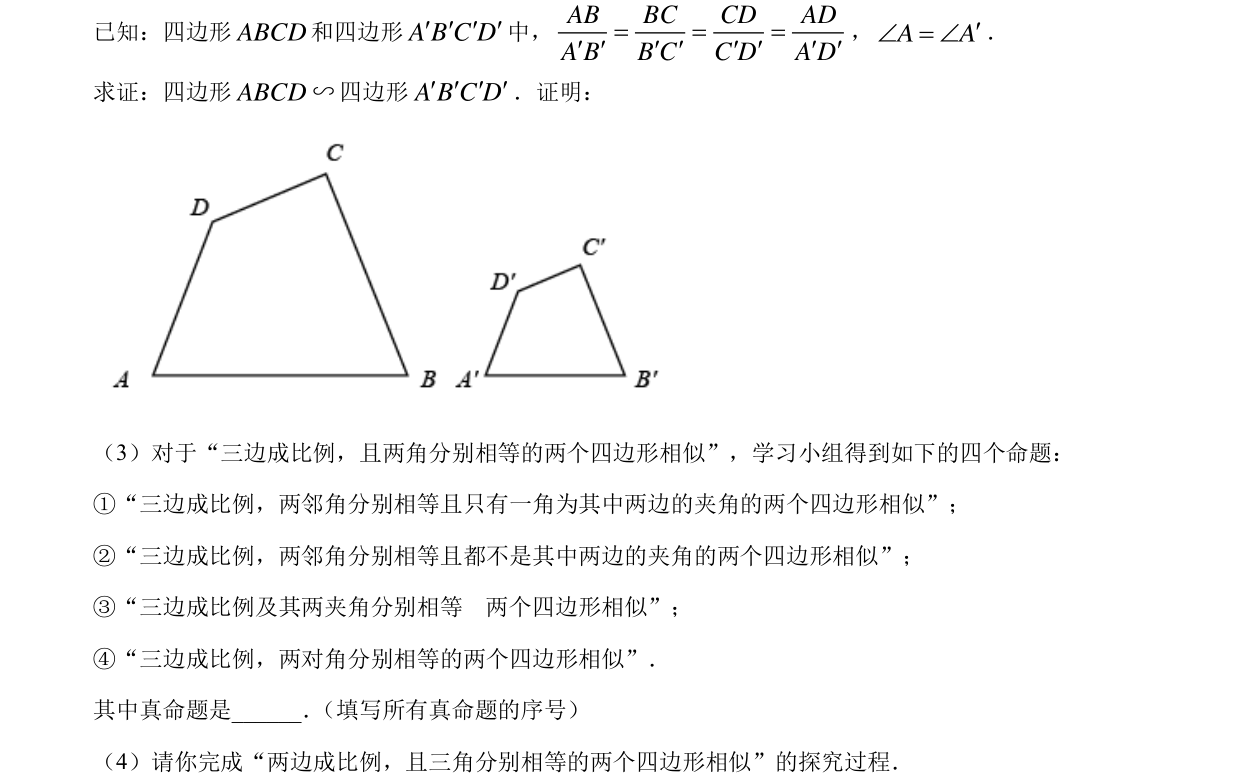 已知：四边形 ABCD 和四边形 A′B′C′D′ 中，AB/A′B′ = BC/B′C′ = CD/C′D′ = AD/A′D′，∠A = ∠A′．
求证：四边形 ABCD ∽ 四边形 A′B′C′D′．证明：
C
D
C′
D′
A
B
A′
B′
（3）对于“三边成比例，且两角分别相等的两个四边形相似”，学习小组得到如下的四个命题：
①“三边成比例，两邻角分别相等且只有一角为其中两边的夹角的两个四边形相似”；
②“三边成比例，两邻角分别相等且都不是其中两边的夹角的两个四边形相似”；
③“三边成比例及其两夹角分别相等　两个四边形相似”；
④“三边成比例，两对角分别相等的两个四边形相似”．
其中真命题是______．（填写所有真命题的序号）
（4）请你完成“两边成比例，且三角分别相等的两个四边形相似”的探究过程．